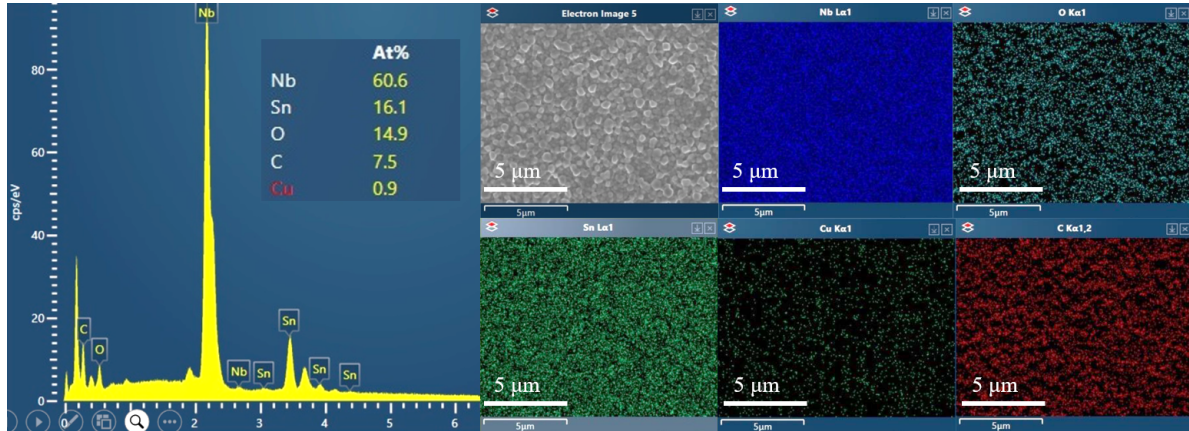 Nb
At%
Nb 60.6
Sn 16.1
O 14.9
C 7.5
Cu 0.9
80
60
40
20
0
cps/eV
C
O
Nb
Sn
Sn
Sn
Sn
0 2 3 4 5 6
Electron Image 5
5 μm
5μm
Nb Lα1
5 μm
5μm
O Kα1
5 μm
5μm
Sn Lα1
5 μm
5μm
Cu Kα1
5 μm
5μm
C Kα1,2
5 μm
5μm